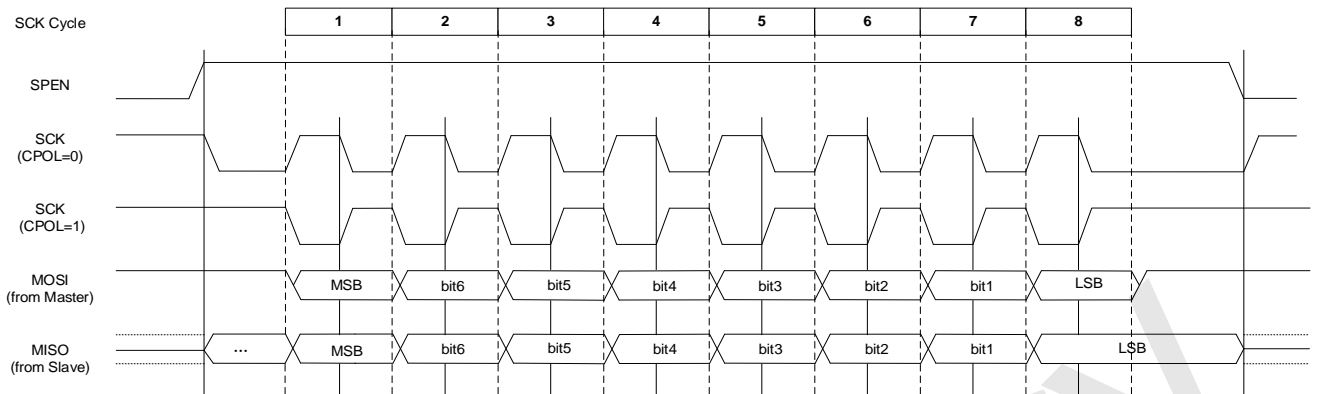 SCK Cycle 1 2 3 4 5 6 7 8
SPEN
SCK
(CPOL=0)
SCK
(CPOL=1)
MOSI
(from Master)
MSB bit6 bit5 bit4 bit3 bit2 bit1 LSB
MISO
(from Slave)
... MSB bit6 bit5 bit4 bit3 bit2 bit1 LSB